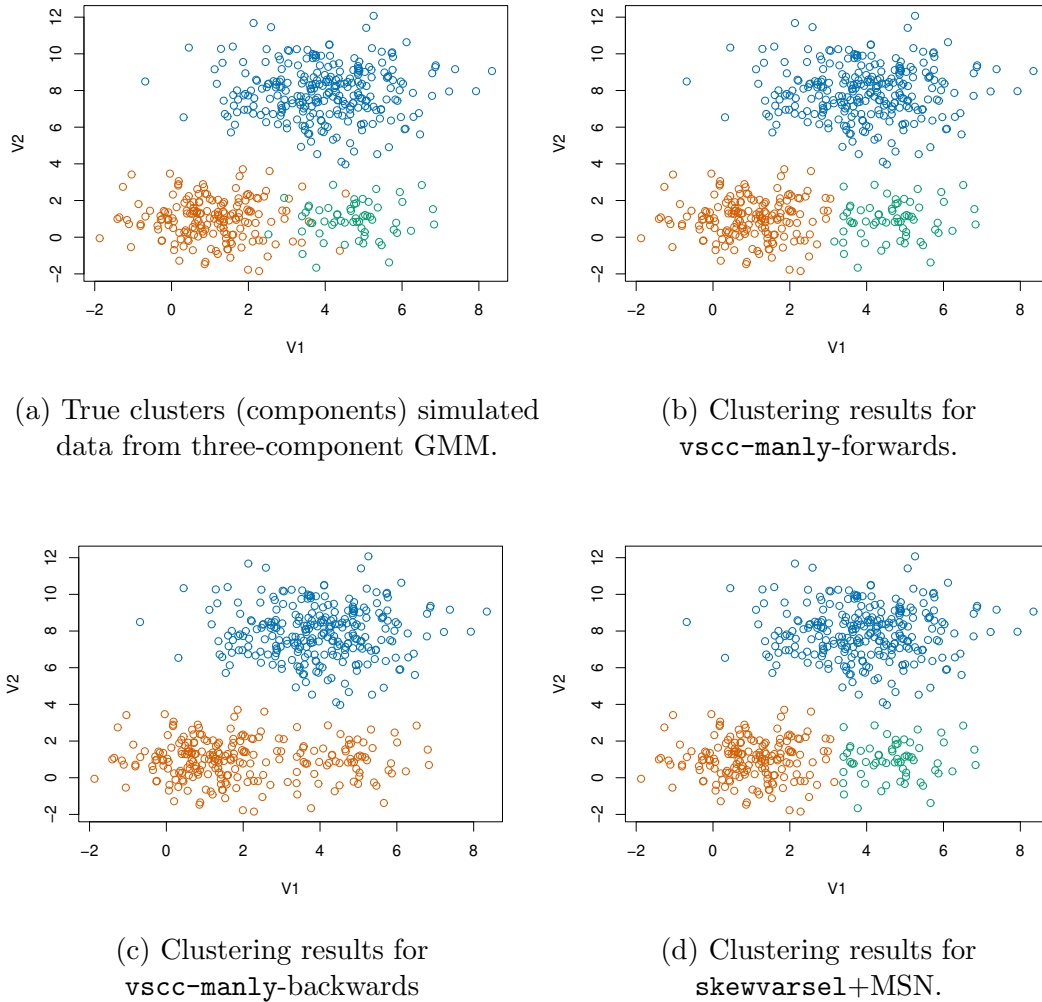 −2 0 2 4 6 8
−2 0 2 4 6 8 10 12
V1
V2
−2 0 2 4 6 8
−2 0 2 4 6 8 10 12
V1
V2
(a) True clusters (components) simulated
data from three-component GMM.
(b) Clustering results for
vscc-manly-forwards.
−2 0 2 4 6 8
−2 0 2 4 6 8 10 12
V1
V2
−2 0 2 4 6 8
−2 0 2 4 6 8 10 12
V1
V2
(c) Clustering results for
vscc-manly-backwards
(d) Clustering results for
skewvarsel+MSN.